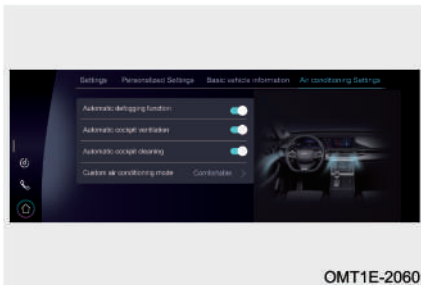 Settings Personalized Settings Basic vehicle information Air conditioning Settings
Automatic defogging function
Automatic cockpit ventilation
Automatic cockpit cleaning
Custom air conditioning mode Comfortable >
OMT1E-2060